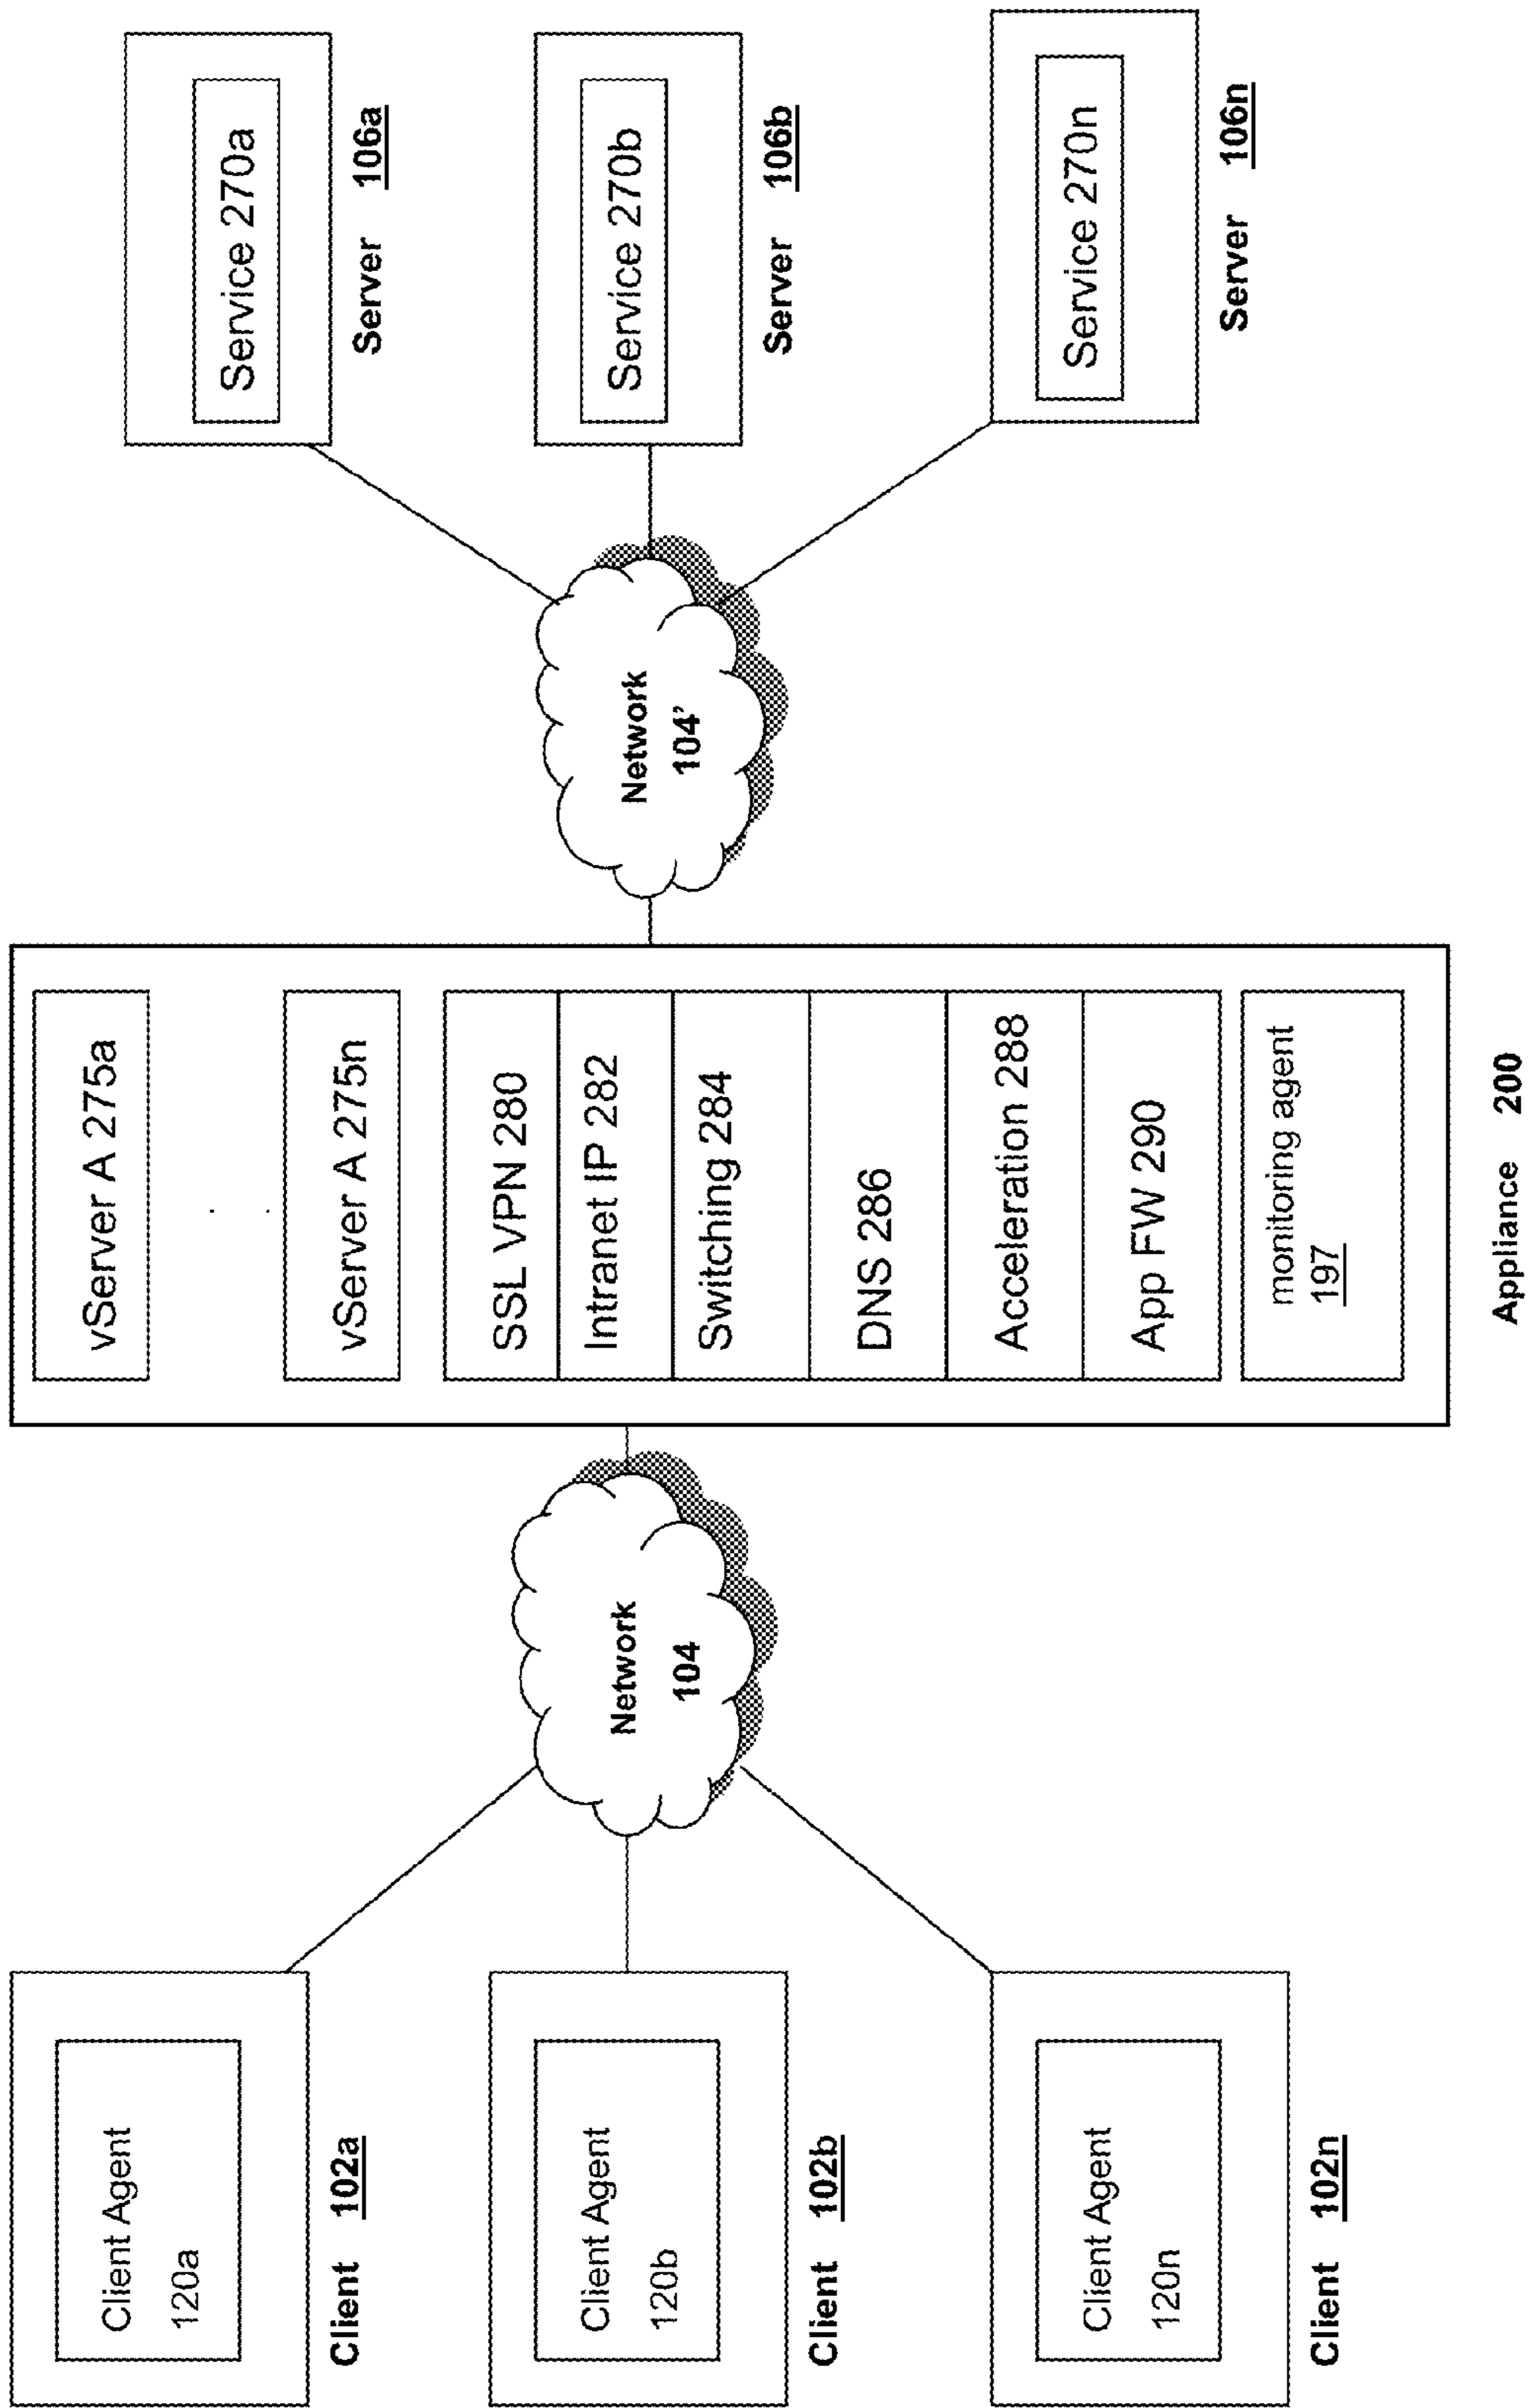 Client Agent
120a
Client 102a
Client Agent
120b
Client 102b
Client Agent
120n
Client 102n
Network
104
vServer A 275a
vServer A 275n
SSL VPN 280
Intranet IP 282
Switching 284
DNS 286
Acceleration 288
App FW 290
monitoring agent
197
Appliance 200
Network
104'
Service 270a
Server 106a
Service 270b
Server 106b
Service 270n
Server 106n